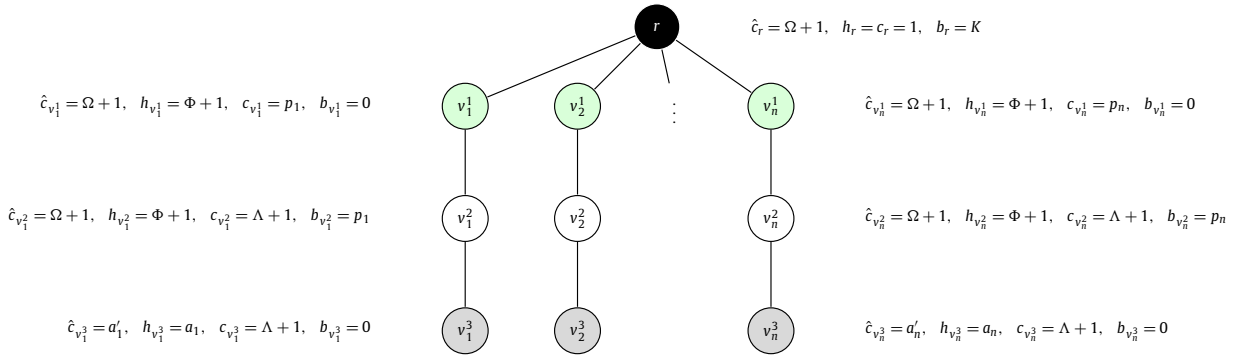 r
ĉ_r = Ω + 1, h_r = c_r = 1, b_r = K
ĉ_{v_1^1} = Ω + 1, h_{v_1^1} = Φ + 1, c_{v_1^1} = p_1, b_{v_1^1} = 0
v_1^1 v_2^1 ⋮ v_n^1
ĉ_{v_n^1} = Ω + 1, h_{v_n^1} = Φ + 1, c_{v_n^1} = p_n, b_{v_n^1} = 0
ĉ_{v_1^2} = Ω + 1, h_{v_1^2} = Φ + 1, c_{v_1^2} = Λ + 1, b_{v_1^2} = p_1
v_1^2 v_2^2 v_n^2
ĉ_{v_n^2} = Ω + 1, h_{v_n^2} = Φ + 1, c_{v_n^2} = Λ + 1, b_{v_n^2} = p_n
ĉ_{v_1^3} = a'_1, h_{v_1^3} = a_1, c_{v_1^3} = Λ + 1, b_{v_1^3} = 0
v_1^3 v_2^3 v_n^3
ĉ_{v_n^3} = a'_n, h_{v_n^3} = a_n, c_{v_n^3} = Λ + 1, b_{v_n^3} = 0